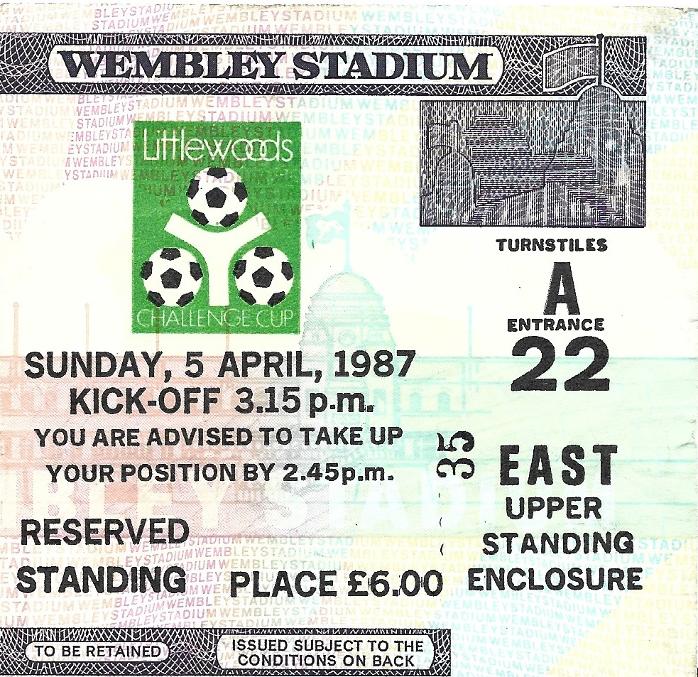 WEMBLEY STADIUM
Littlewoods
CHALLENGE CUP
SUNDAY, 5 APRIL, 1987
KICK-OFF 3.15 p.m.
YOU ARE ADVISED TO TAKE UP
YOUR POSITION BY 2.45p.m.
RESERVED
STANDING PLACE £6.00
TURNSTILES
A
ENTRANCE
22
35
EAST
UPPER
STANDING
ENCLOSURE
TO BE RETAINED
ISSUED SUBJECT TO THE
CONDITIONS ON BACK